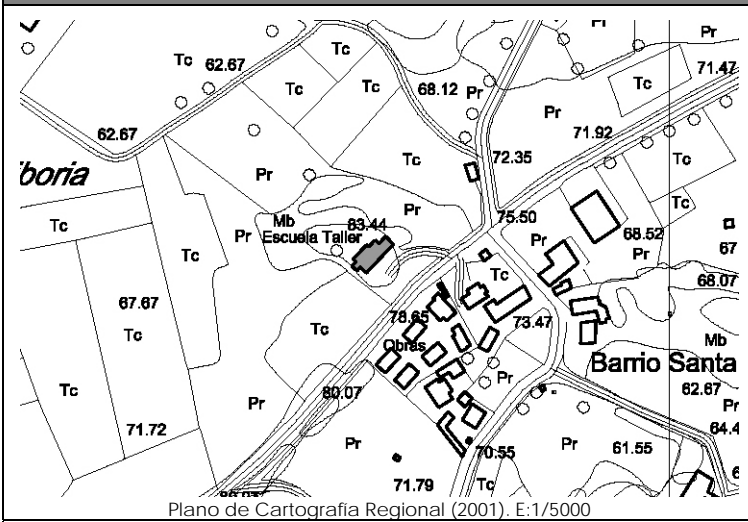 Pr
Tc 62.67
71.47
Tc
Tc
68.12 Pr
Tc
Pr
71.92
62.67
72.35
Tc
Tc
boria
Pr
Tc
Mb
83.44
Pr
75.50
Tc
Tc
Pr
Escuela Taller
Pr
68.52
67
Tc
Pr
68.07
Tc
67.67
78.65
73.47
Tc
Tc
Obras
Mb
Barrio Santa
Tc
80.07
Pr
62.67
Pr
Pr
71.72
64.4
Pr
70.55
Pr
61.55
71.79
Tc
6
Plano de Cartografía Regional (2001). E:1/5000